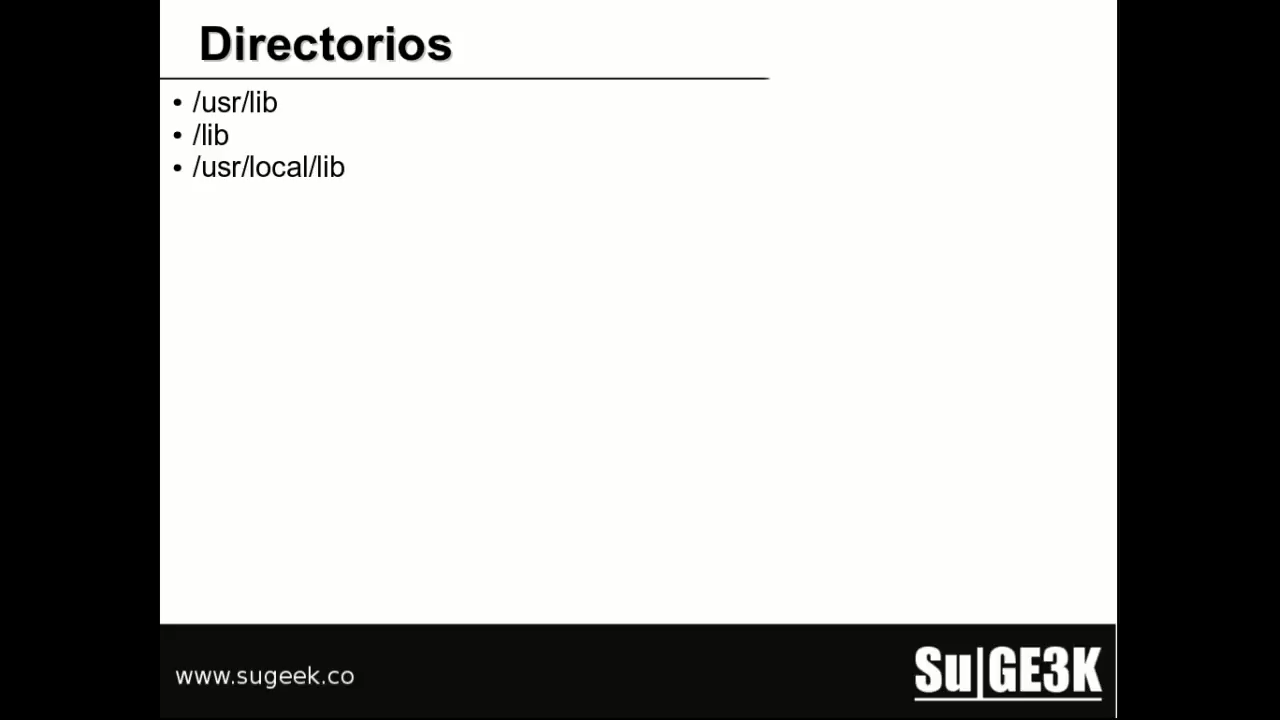 Directorios
• /usr/lib
• /lib
• /usr/local/lib
www.sugeek.co
Su|GE3K